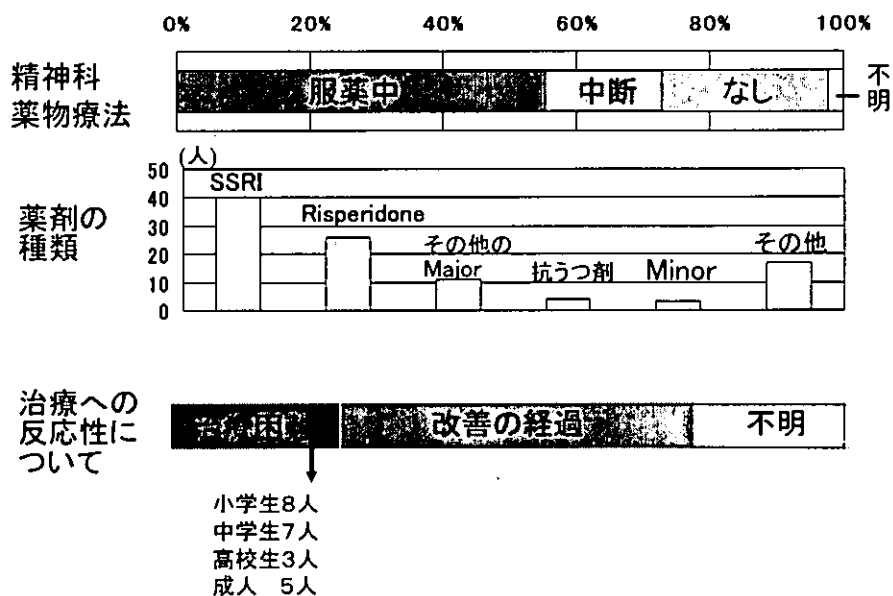 0% 20% 40% 60% 80% 100%
精神科
薬物療法
服薬中 中断 なし
不明
(人)
50
40
30
20
10
0
薬剤の
種類
SSRI
Risperidone
その他の
Major
抗うつ剤
Minor
その他
治療への
反応性に
ついて
改善の経過 不明
小学生8人
中学生7人
高校生3人
成人 5人